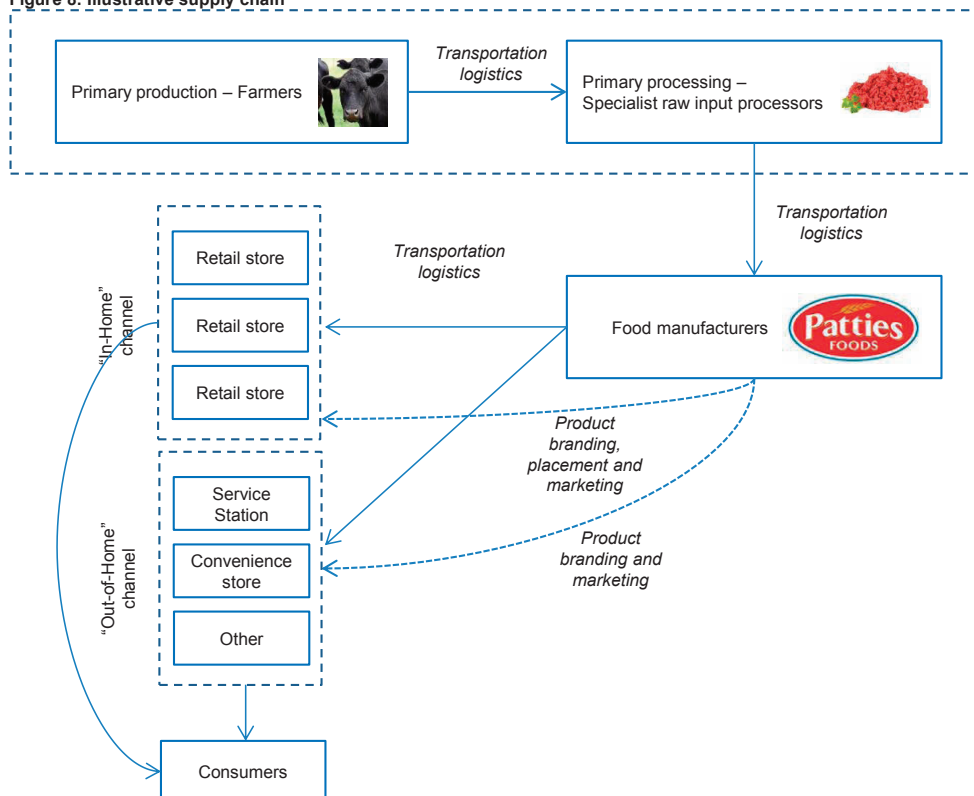 Figure 8: Illustrative supply chain
Primary production – Farmers
Transportation
logistics
Primary processing –
Specialist raw input processors
Transportation
logistics
"In-Home"
channel
Retail store
Retail store
Retail store
Transportation
logistics
Food manufacturers
Patties
FOODS
Product
branding,
placement and
marketing
"Out-of-Home"
channel
Service
Station
Convenience
store
Other
Product
branding and
marketing
Consumers